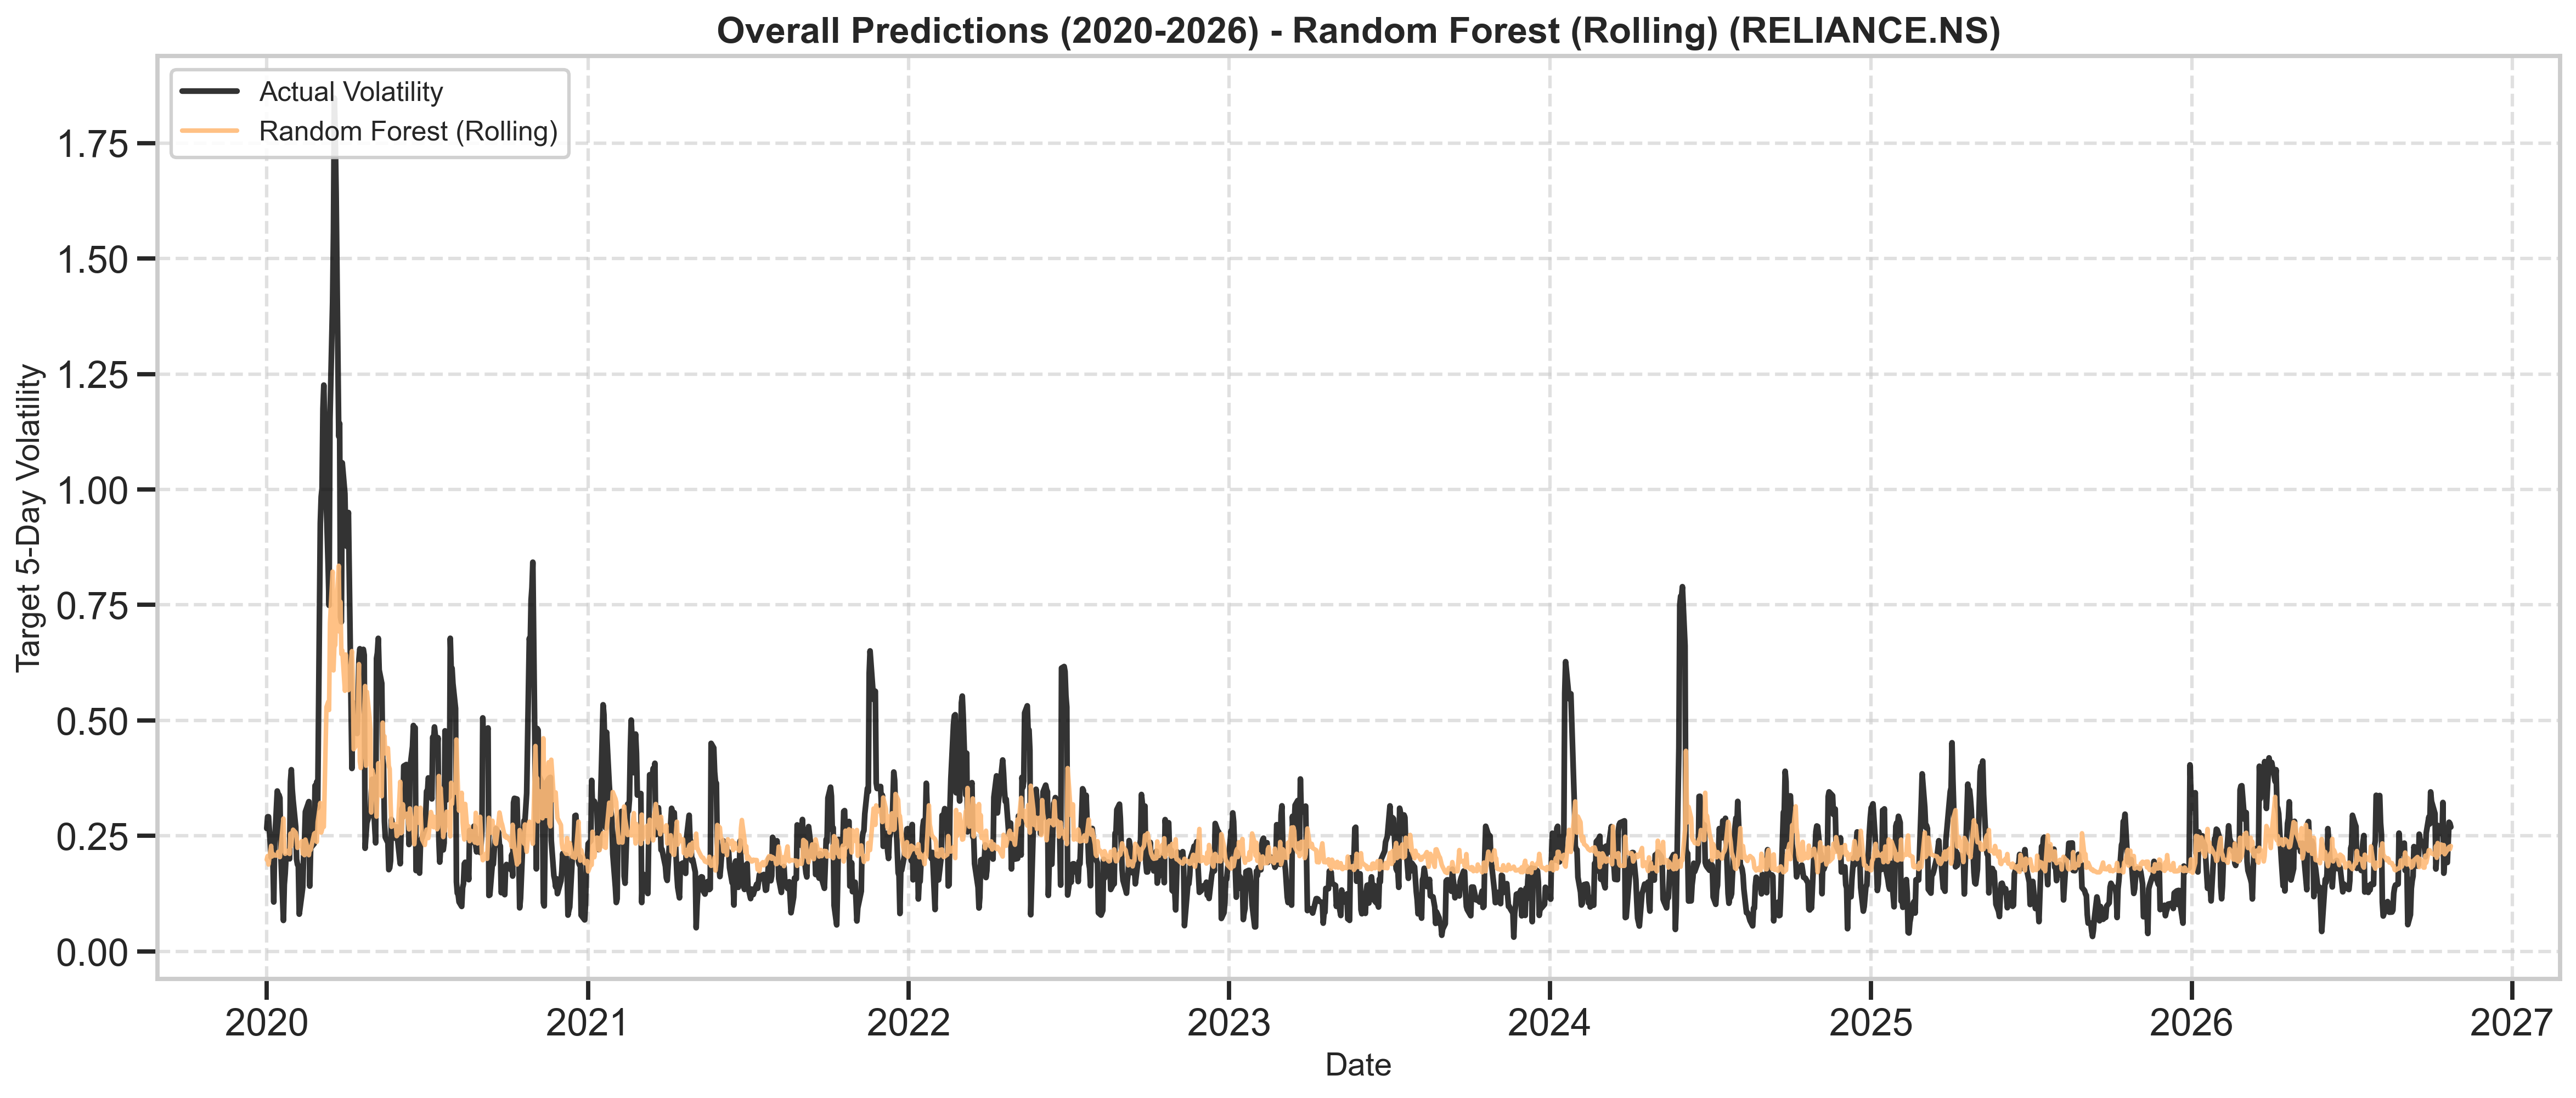 Overall Predictions (2020-2026) - Random Forest (Rolling) (RELIANCE.NS)
Actual Volatility
Random Forest (Rolling)
Target 5-Day Volatility
1.75
1.50
1.25
1.00
0.75
0.50
0.25
0.00
2020 2021 2022 2023 2024 2025 2026 2027
Date